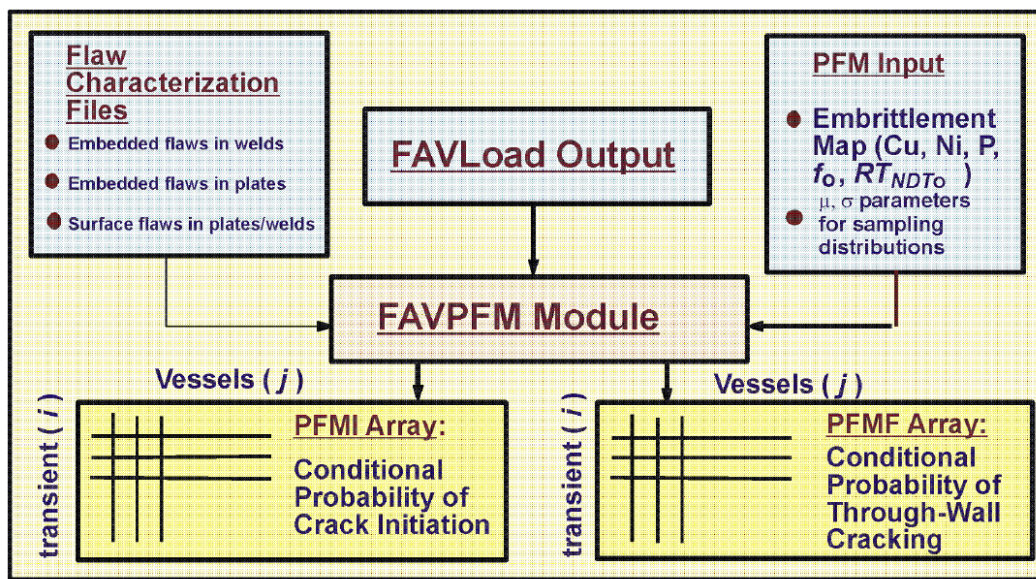 Flaw
Characterization
Files
Embedded flaws in welds
Embedded flaws in plates
Surface flaws in plates/welds
FAVLoad Output
PFM Input
Embrittlement
Map (Cu, Ni, P,
fo, RTNDTo )
μ, σ parameters
for sampling
distributions
FAVPFM Module
Vessels ( j )
transient ( i )
PFMI Array:
Conditional
Probability of
Crack Initiation
Vessels ( j )
transient ( i )
PFMF Array:
Conditional
Probability of
Through-Wall
Cracking